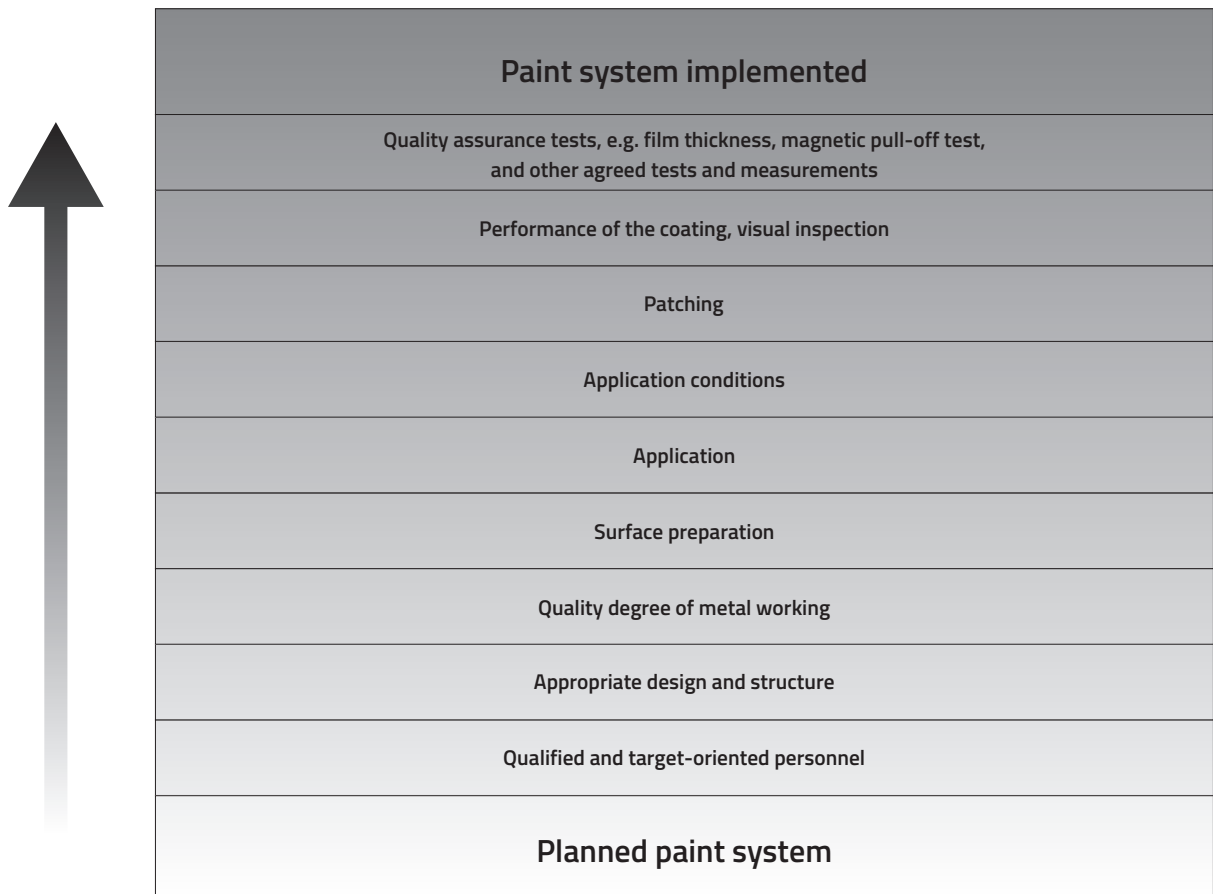 Paint system implemented
Quality assurance tests, e.g. film thickness, magnetic pull-off test,
and other agreed tests and measurements
Performance of the coating, visual inspection
Patching
Application conditions
Application
Surface preparation
Quality degree of metal working
Appropriate design and structure
Qualified and target-oriented personnel
Planned paint system